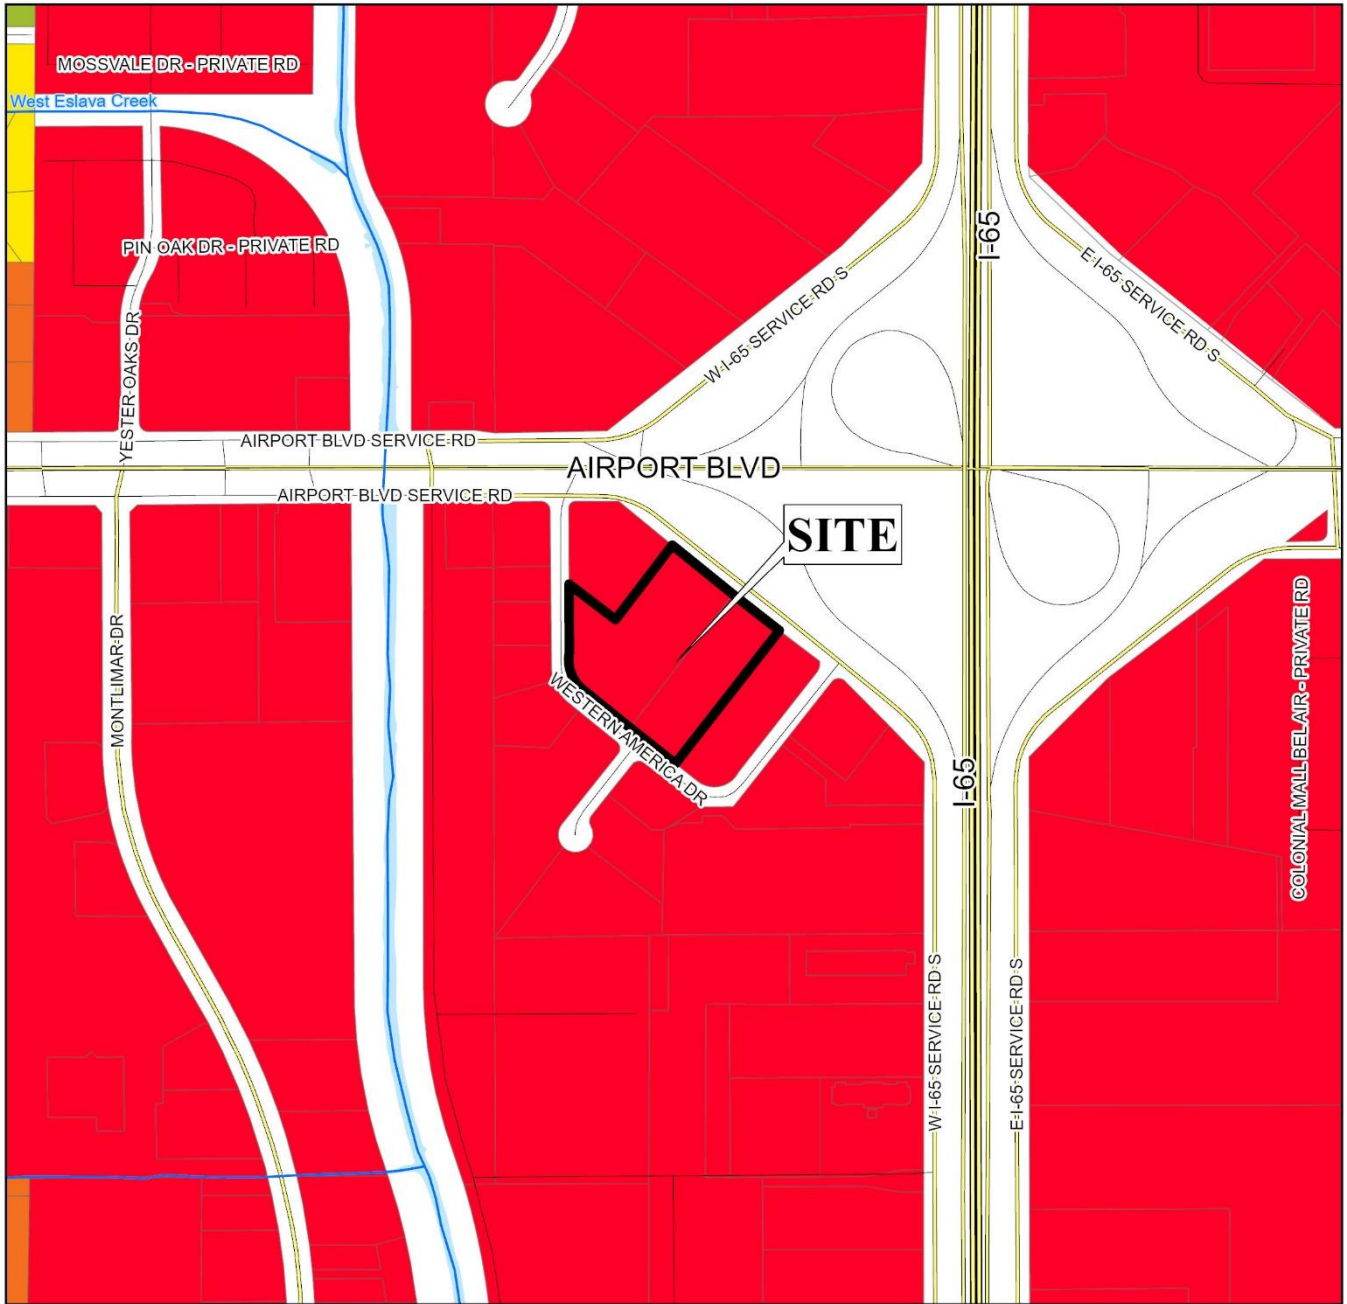 MOSSVALE DR - PRIVATE RD
West Eslava Creek
I-65
PIN OAK DR - PRIVATE RD
E I-65 SERVICE RD S
W I-65 SERVICE RD S
YESTER OAKS DR
AIRPORT BLVD SERVICE RD
AIRPORT BLVD
AIRPORT BLVD SERVICE RD
SITE
MONTLIMAR DR
COLONIAL MALL BELAIR - PRIVATE RD
WESTERN AMERICA DR
I-65
W I-65 SERVICE RD S
E I-65 SERVICE RD S